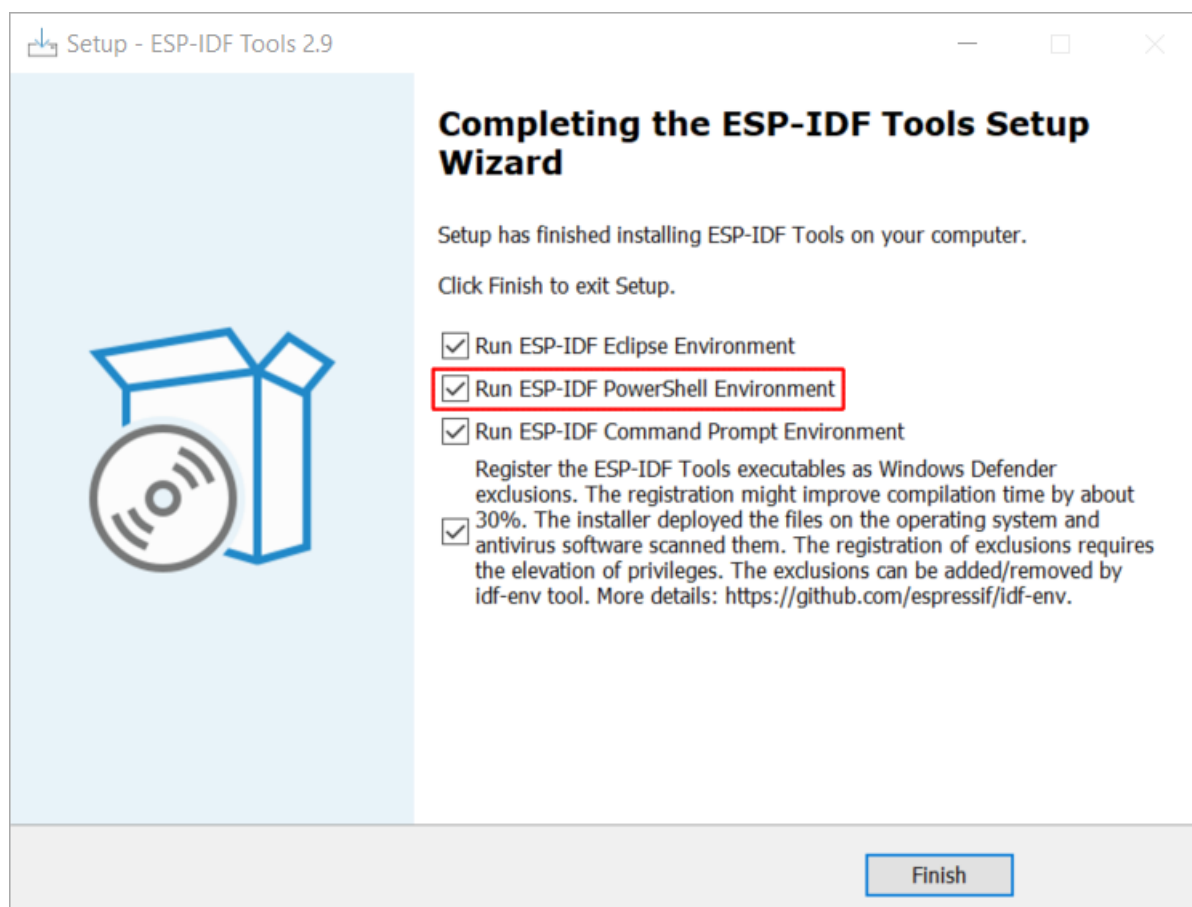 Setup - ESP-IDF Tools 2.9
Completing the ESP-IDF Tools Setup
Wizard
Setup has finished installing ESP-IDF Tools on your computer.
Click Finish to exit Setup.
Run ESP-IDF Eclipse Environment
Run ESP-IDF PowerShell Environment
Run ESP-IDF Command Prompt Environment
Register the ESP-IDF Tools executables as Windows Defender
exclusions. The registration might improve compilation time by about
30%. The installer deployed the files on the operating system and
antivirus software scanned them. The registration of exclusions requires
the elevation of privileges. The exclusions can be added/removed by
idf-env tool. More details: https://github.com/espressif/idf-env.
Finish